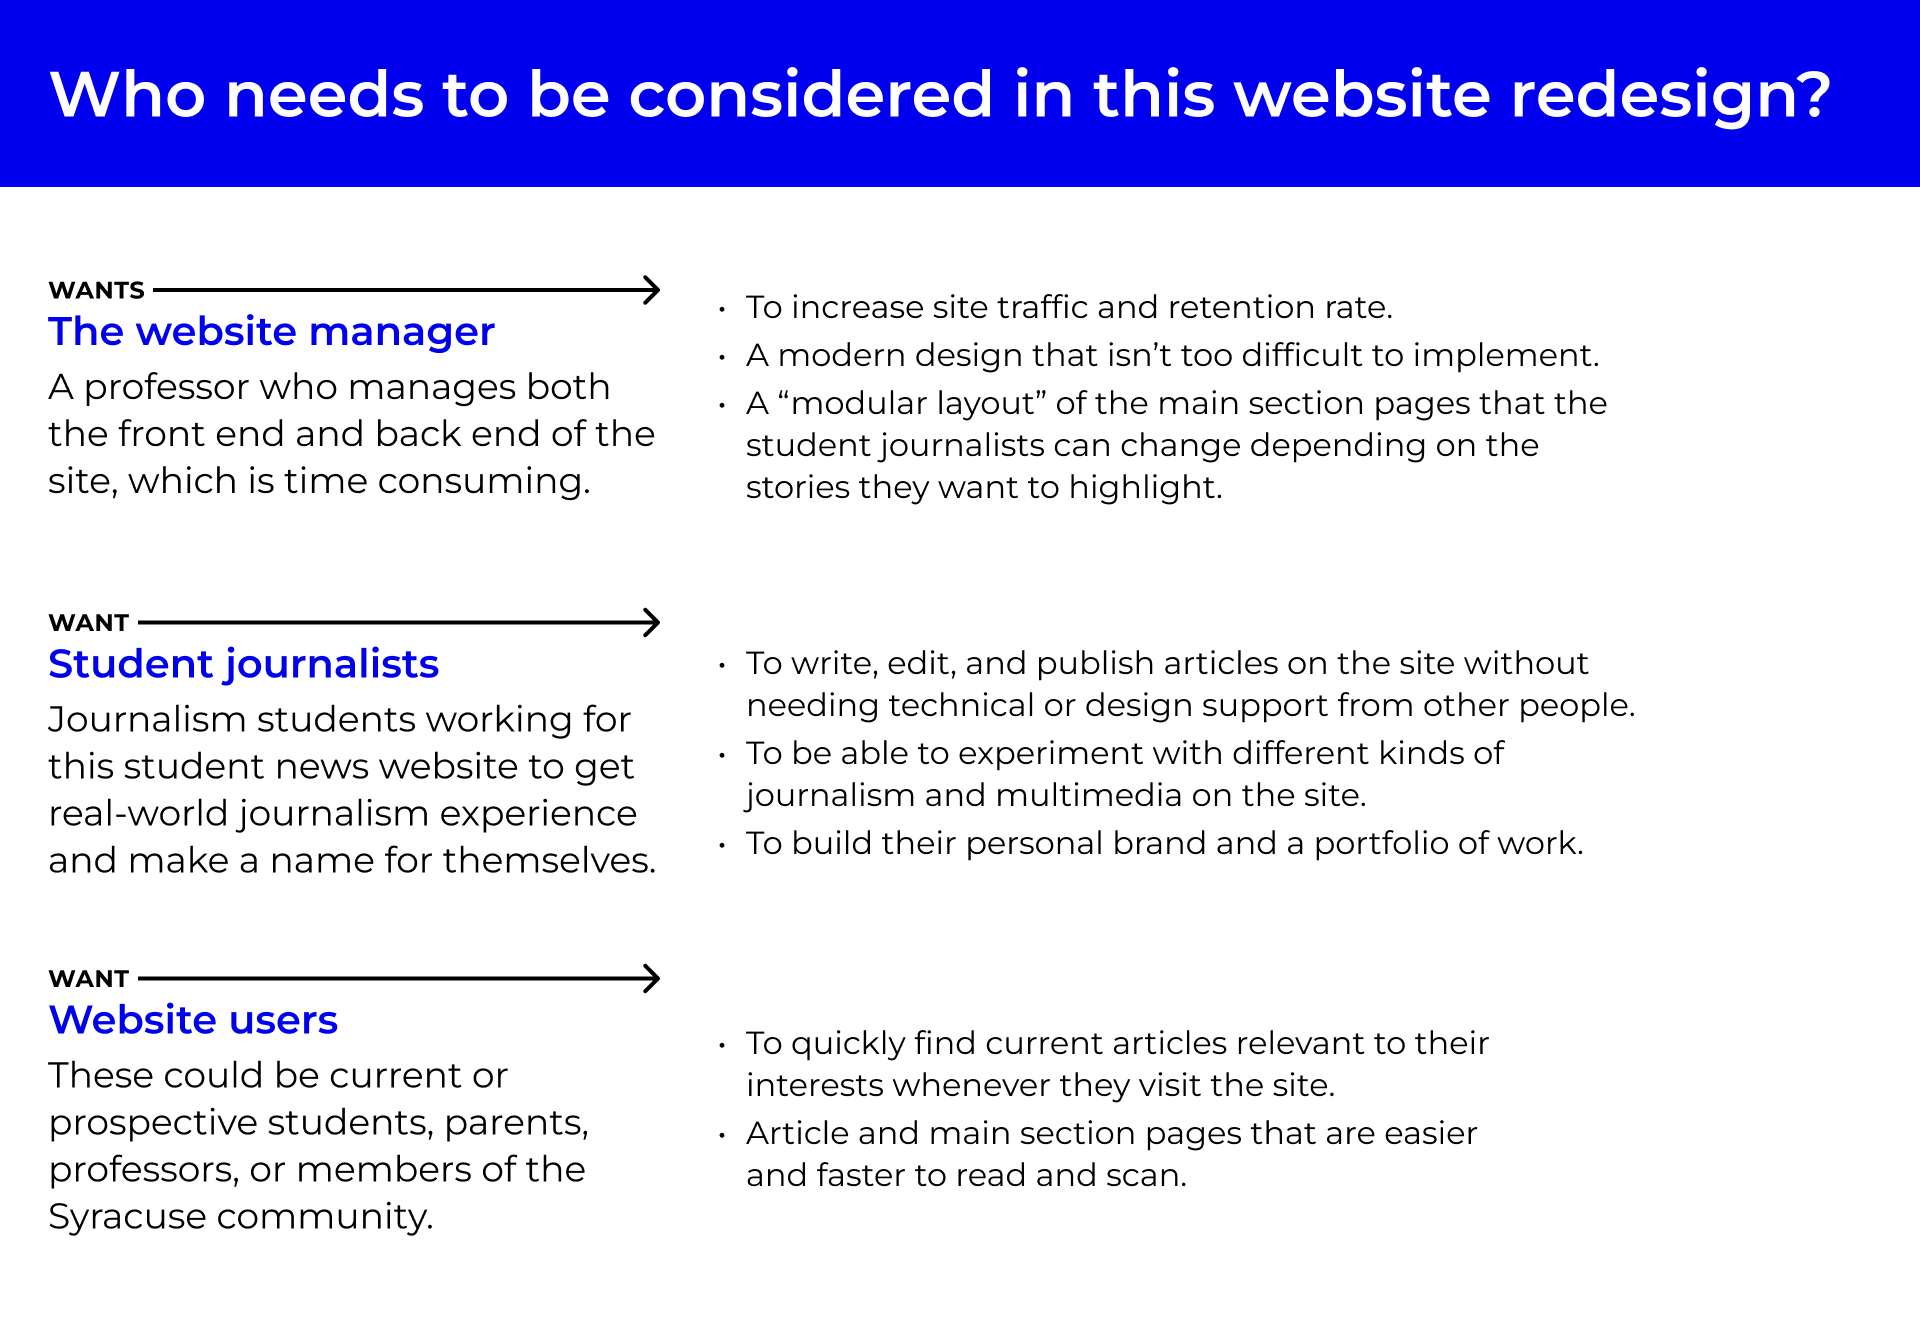 Who needs to be considered in this website redesign?
WANTS
The website manager
A professor who manages both
the front end and back end of the
site, which is time consuming.
• To increase site traffic and retention rate.
• A modern design that isn’t too difficult to implement.
• A “modular layout” of the main section pages that the
student journalists can change depending on the
stories they want to highlight.
WANT
Student journalists
Journalism students working for
this student news website to get
real-world journalism experience
and make a name for themselves.
• To write, edit, and publish articles on the site without
needing technical or design support from other people.
• To be able to experiment with different kinds of
journalism and multimedia on the site.
• To build their personal brand and a portfolio of work.
WANT
Website users
These could be current or
prospective students, parents,
professors, or members of the
Syracuse community.
• To quickly find current articles relevant to their
interests whenever they visit the site.
• Article and main section pages that are easier
and faster to read and scan.